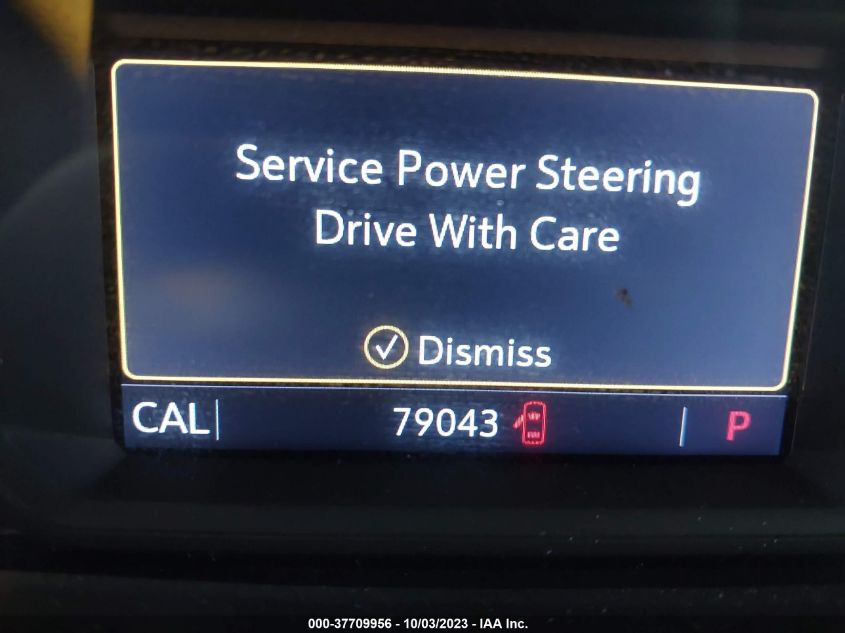 Service Power Steering
Drive With Care
Dismiss
CAL 79043 P
000-37709956 - 10/03/2023 - IAA Inc.